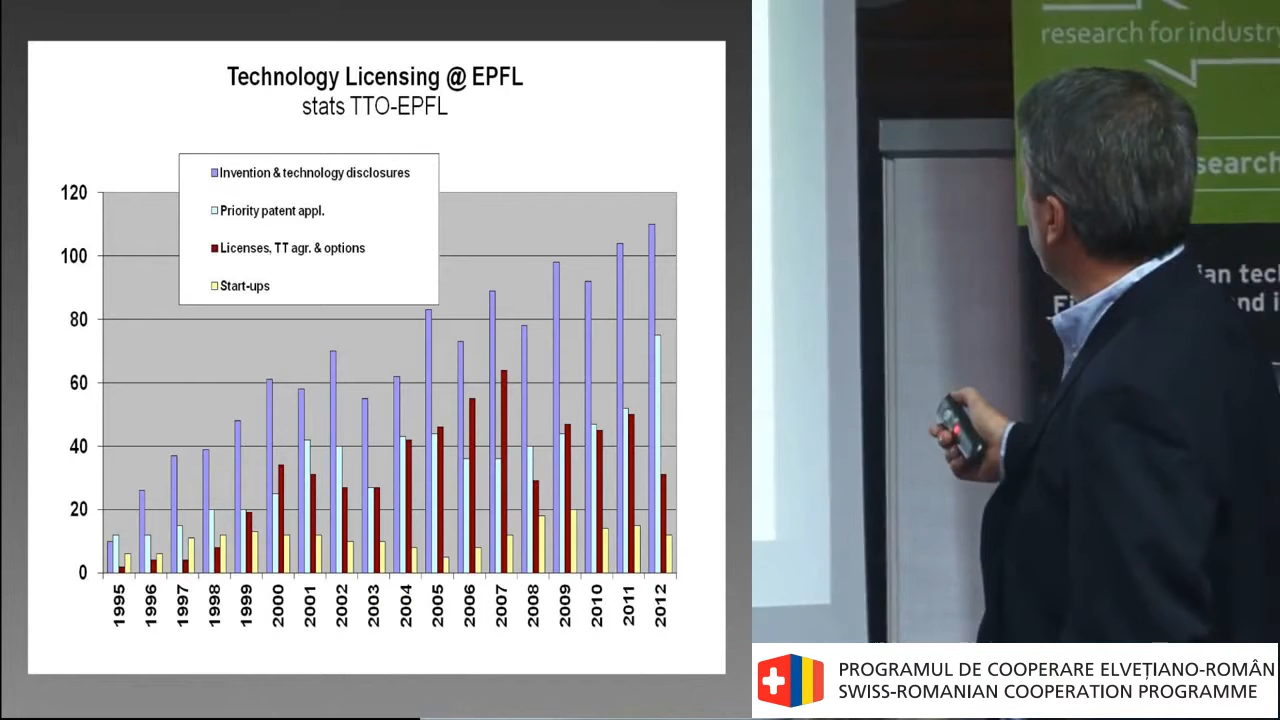 Technology Licensing @ EPFL
stats TTO-EPFL
Invention & technology disclosures
Priority patent appl.
Licenses, TT agr. & options
Start-ups
120
100
80
60
40
20
0
1995
1996
1997
1998
1999
2000
2001
2002
2003
2004
2005
2006
2007
2008
2009
2010
2011
2012
research for industry
search
and i
PROGRAMUL DE COOPERARE ELVEȚIANO-ROMÂN
SWISS-ROMANIAN COOPERATION PROGRAMME